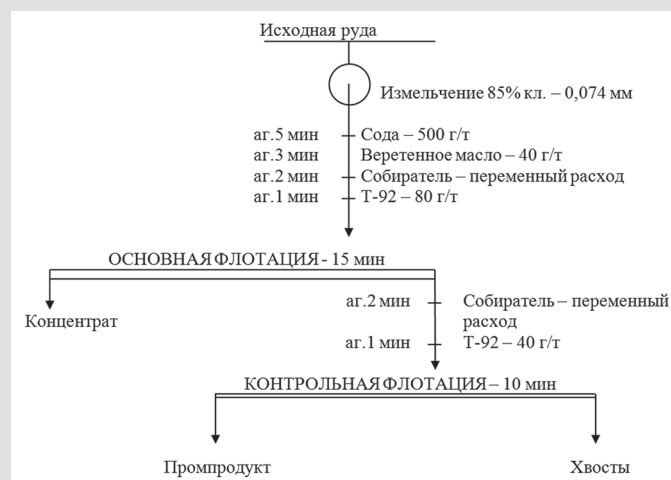 Исходная руда
Измельчение 85% кл. – 0,074 мм
аг.5 мин Сода – 500 г/т
аг.3 мин Веретенное масло – 40 г/т
аг.2 мин Собиратель – переменный расход
аг.1 мин Т-92 – 80 г/т
ОСНОВНАЯ ФЛОТАЦИЯ - 15 мин
Концентрат
аг.2 мин Собиратель – переменный
расход
аг.1 мин Т-92 – 40 г/т
КОНТРОЛЬНАЯ ФЛОТАЦИЯ – 10 мин
Промпродукт Хвосты